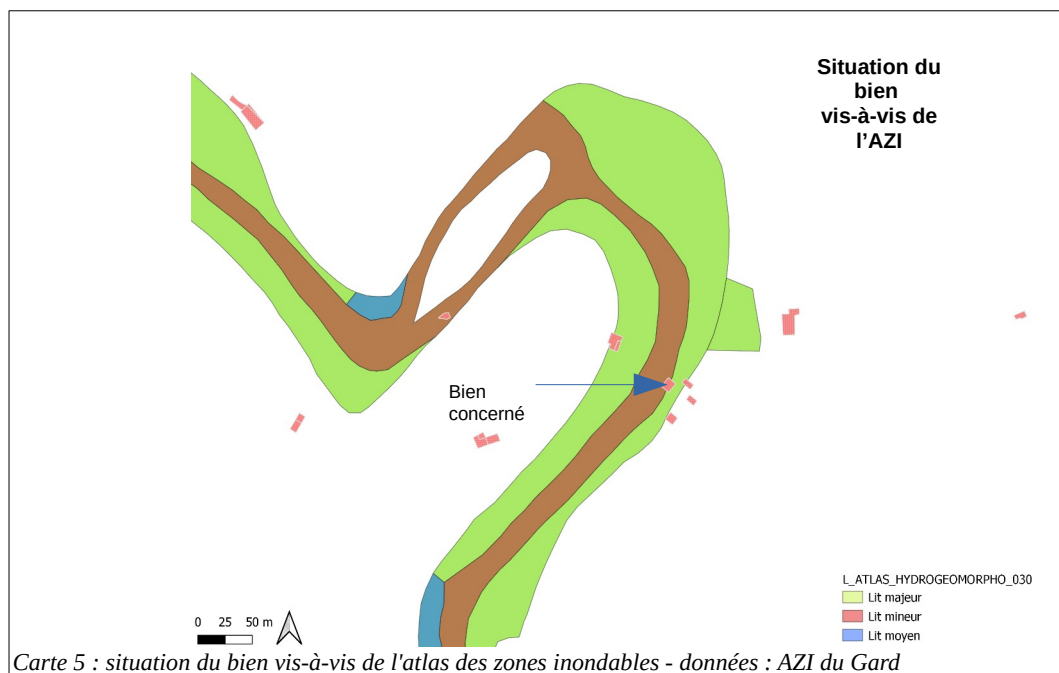 Situation du
bien
vis-à-vis de
l'AZI
Bien
concerné
L_ATLAS_HYDROGEOMORPHO_030
Lit majeur
Lit mineur
Lit moyen
0 25 50 m
Carte 5 : situation du bien vis-à-vis de l'atlas des zones inondables - données : AZI du Gard